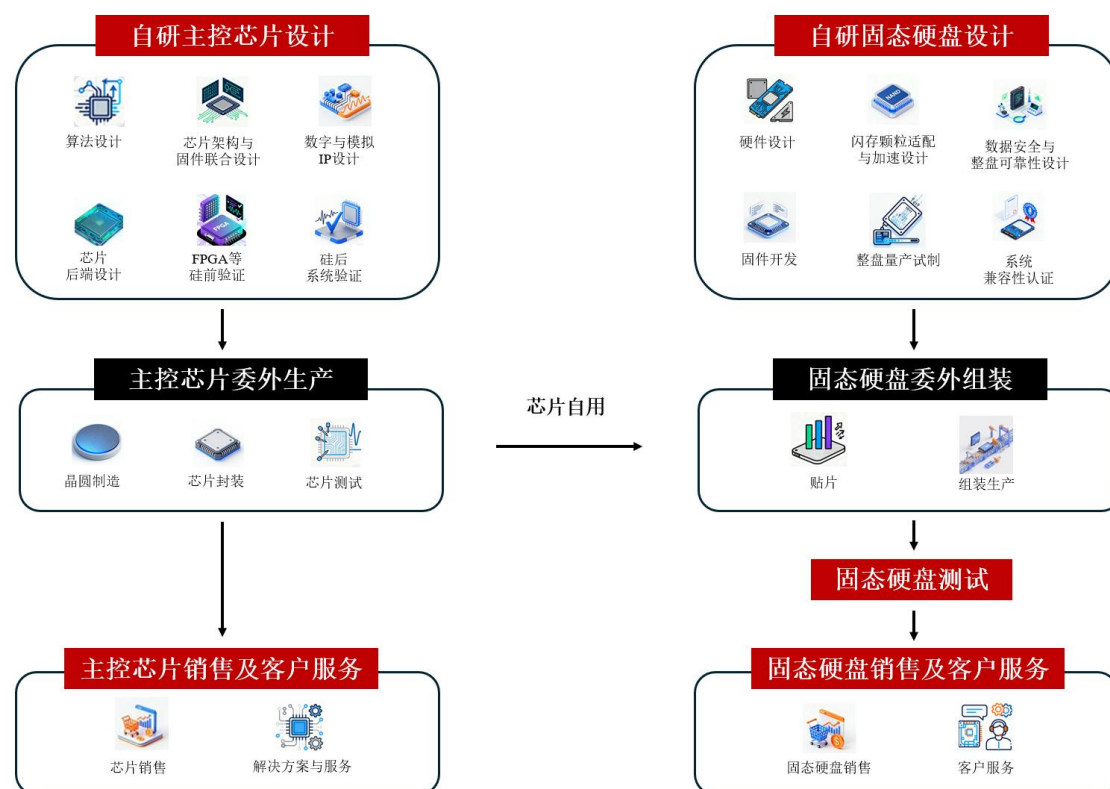 自研主控芯片设计
算法设计
芯片架构与
固件联合设计
数字与模拟
IP设计
芯片
后端设计
FPGA
FPGA等
硅前验证
硅后
系统验证
主控芯片委外生产
晶圆制造
芯片封装
芯片测试
主控芯片销售及客户服务
芯片销售
解决方案与服务
芯片自用
自研固态硬盘设计
硬件设计
NAND
闪存颗粒适配
与加速设计
数据安全与
整盘可靠性设计
固件开发
整盘量产试制
系统
兼容性认证
固态硬盘委外组装
贴片
组装生产
固态硬盘测试
固态硬盘销售及客户服务
固态硬盘销售
客户服务